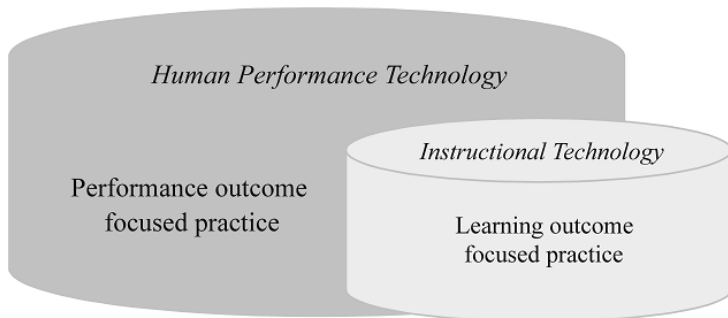 Human Performance Technology
Instructional Technology
Performance outcome
focused practice
Learning outcome
focused practice